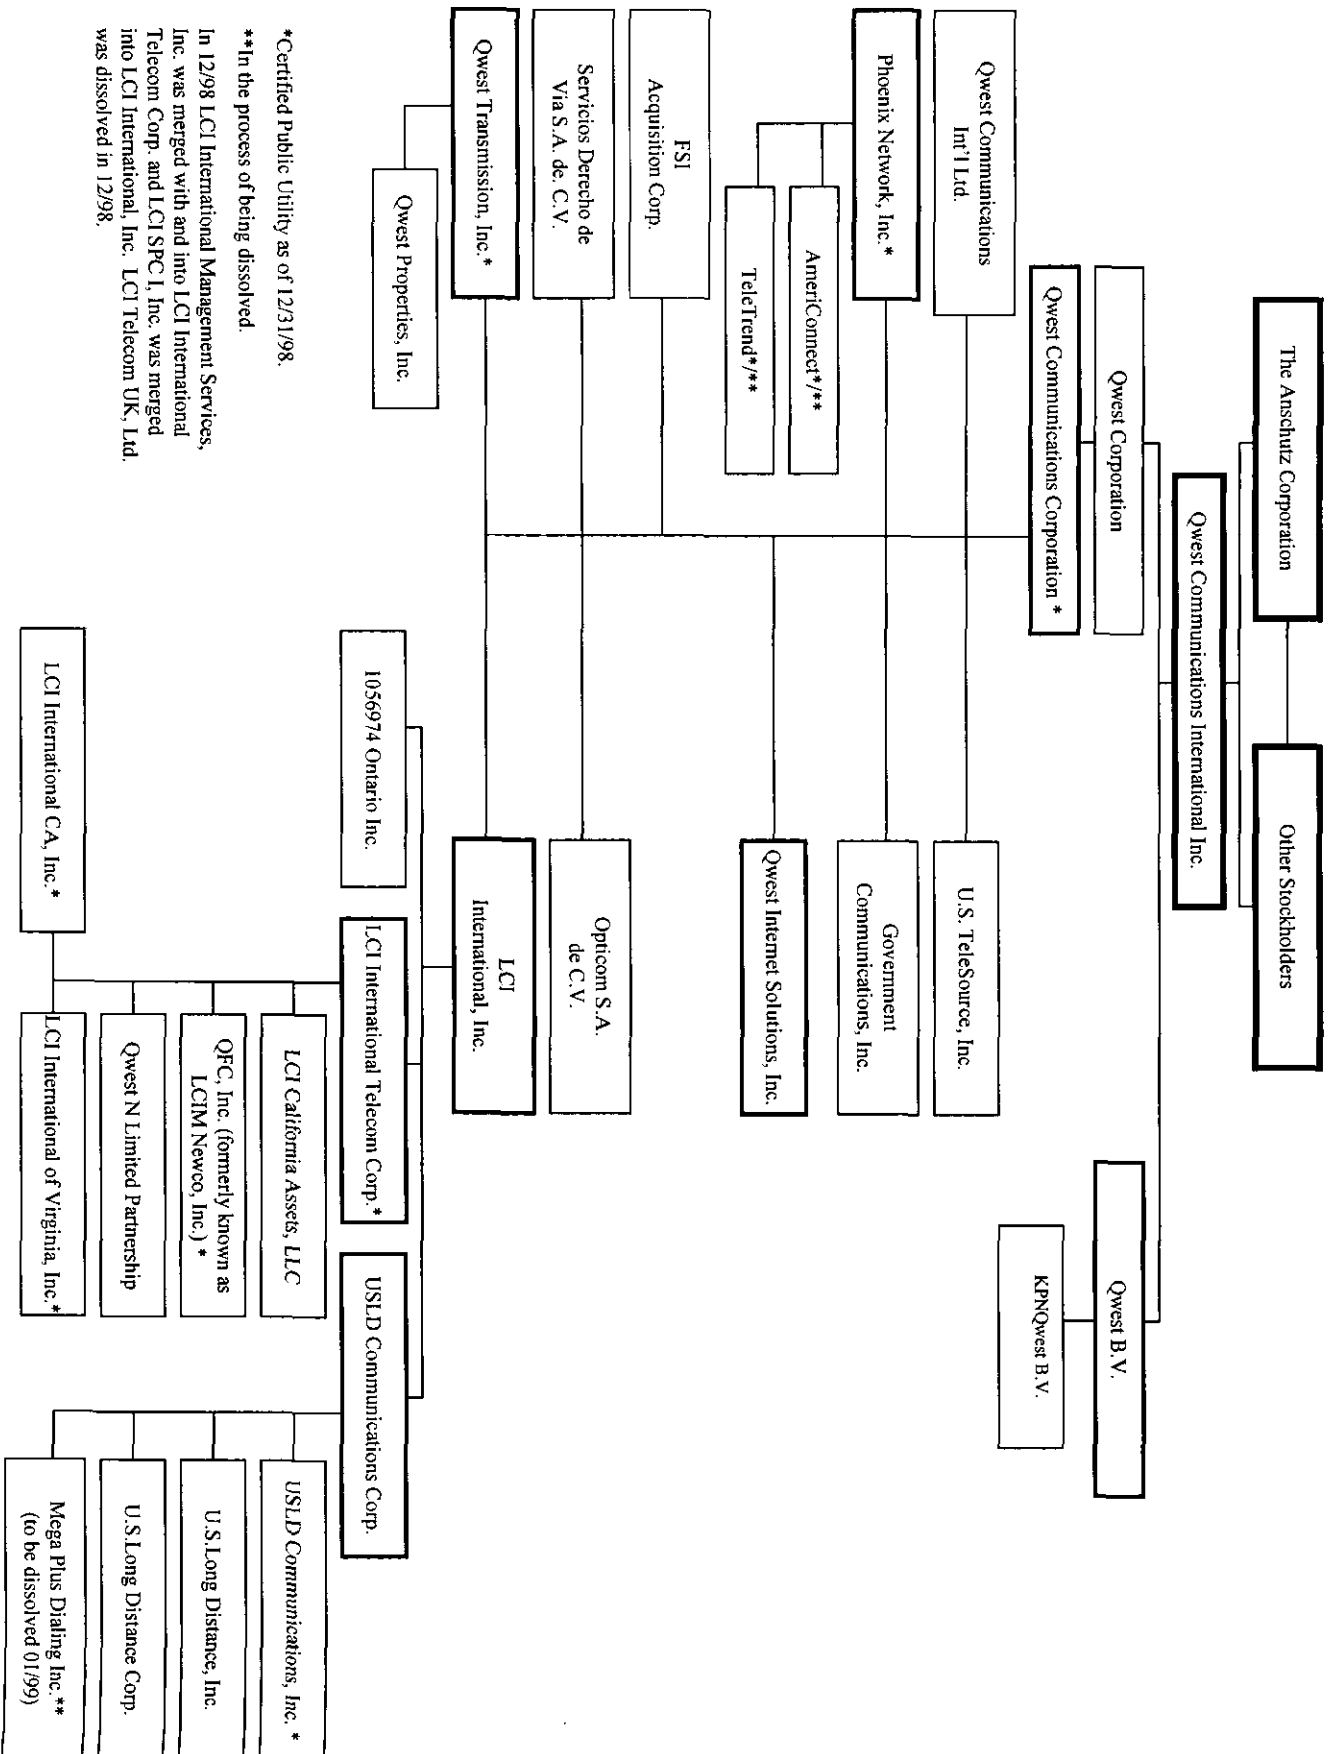 The Anschutz Corporation
Other Stockholders
Qwest Communications International Inc.
Qwest Corporation
Qwest B.V.
Qwest Communications Corporation *
KPNQwest B.V.
Qwest Communications
Int'l Ltd.
U.S. TeleSource, Inc.
Phoenix Network, Inc.*
Government
Communications, Inc.
AmeriConnect*/**
TeleTrend*/**
Qwest Internet Solutions, Inc.
FSI
Acquisition Corp.
Servicios Derecho de
Via S.A. de. C.V.
Opticom S.A.
de C.V.
Qwest Transmission, Inc.*
LCI
International, Inc.
Qwest Properties, Inc.
1056974 Ontario Inc.
LCI International Telecom Corp.*
USLD Communications Corp.
LCI California Assets, LLC
USLD Communications, Inc. *
QFC, Inc. (formerly known as
LCIM Newco, Inc.) *
U.S.Long Distance, Inc.
Qwest N Limited Partnership
U.S.Long Distance Corp.
LCI International CA, Inc.*
LCI International of Virginia, Inc.*
Mega Plus Dialing Inc.**
(to be dissolved 01/99)
*Certified Public Utility as of 12/31/98.
**In the process of being dissolved.
In 12/98 LCI International Management Services,
Inc. was merged with and into LCI International
Telecom Corp. and LCI SPC I, Inc. was merged
into LCI International, Inc. LCI Telecom UK, Ltd.
was dissolved in 12/98.